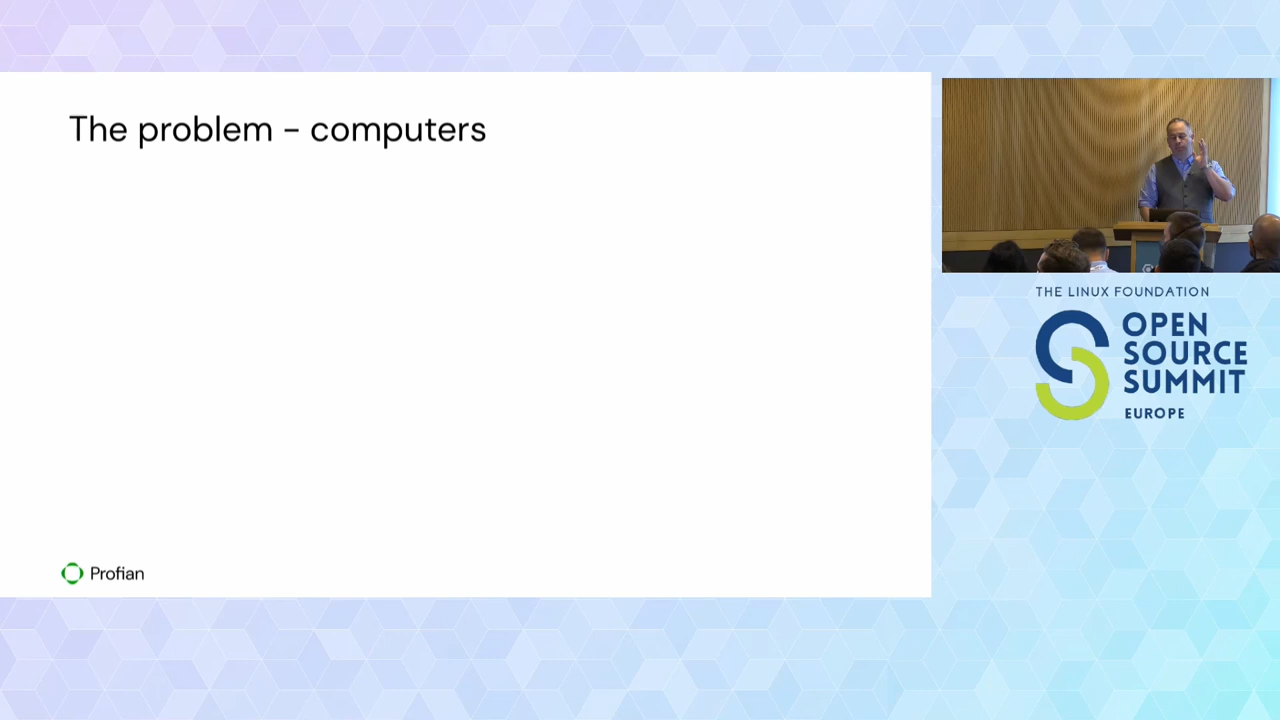 The problem - computers
Profian
THE LINUX FOUNDATION
OPEN
SOURCE
SUMMIT
EUROPE